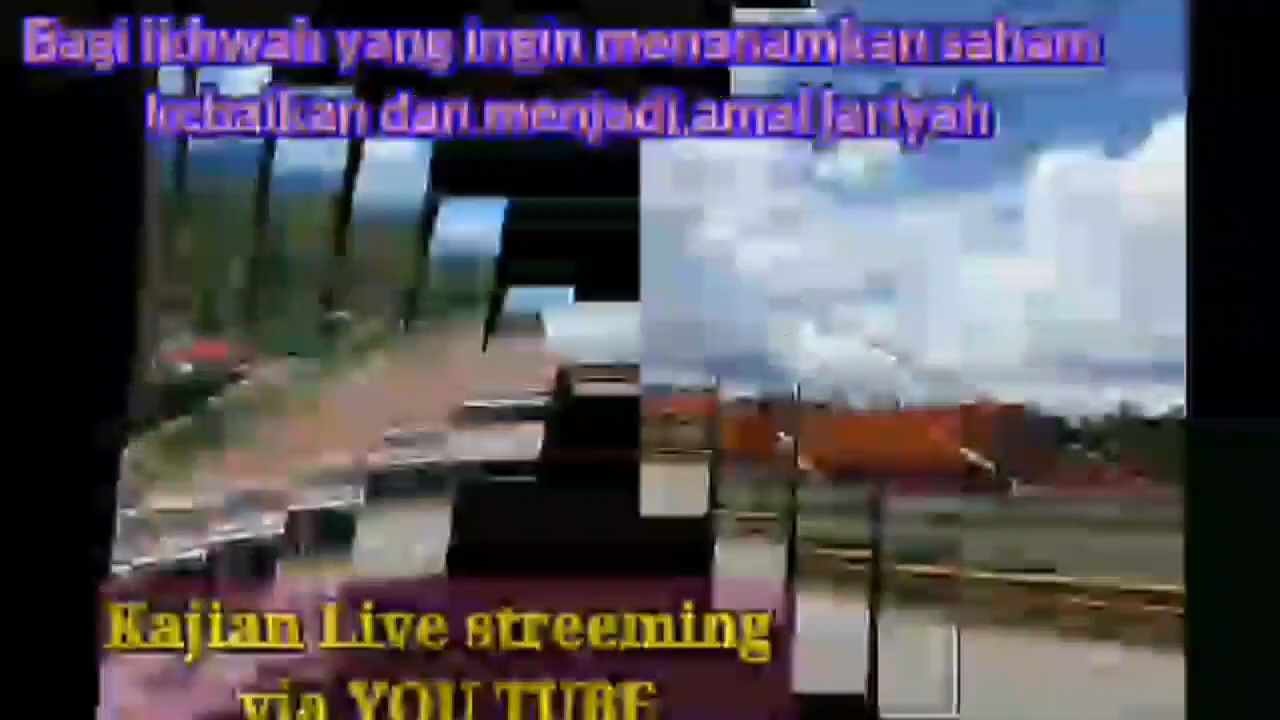 Bagi ikhwah yang ingin menanamkan saham
kebaikan dan menjadi amal jariyah
Kajian Live streeming
via YOU TUBE